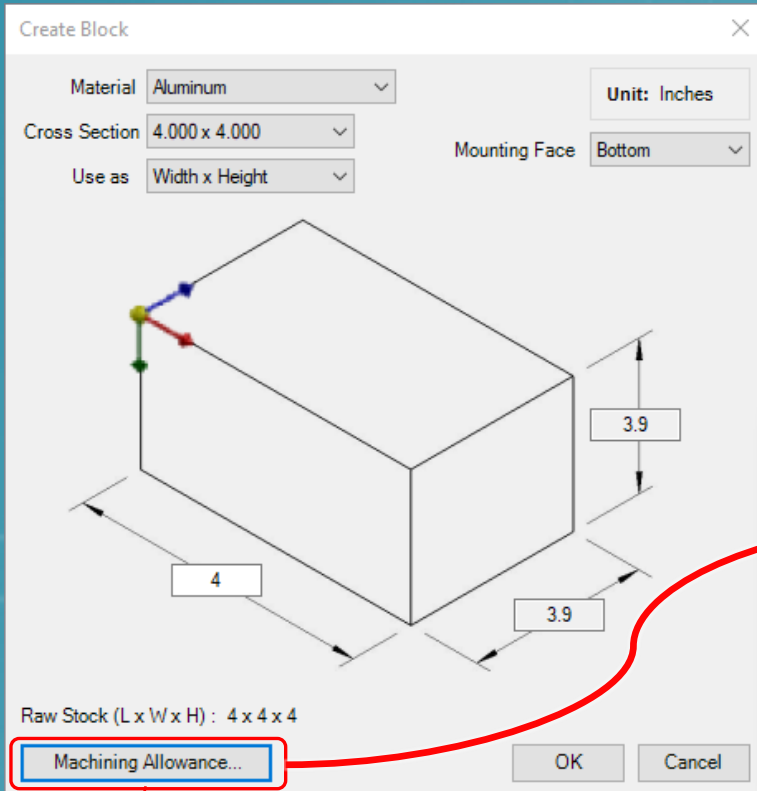 Create Block
Material Aluminum
Unit: Inches
Cross Section 4.000 x 4.000
Mounting Face Bottom
Use as Width x Height
3.9
4
3.9
Raw Stock (L x W x H) : 4 x 4 x 4
Machining Allowance...
OK
Cancel